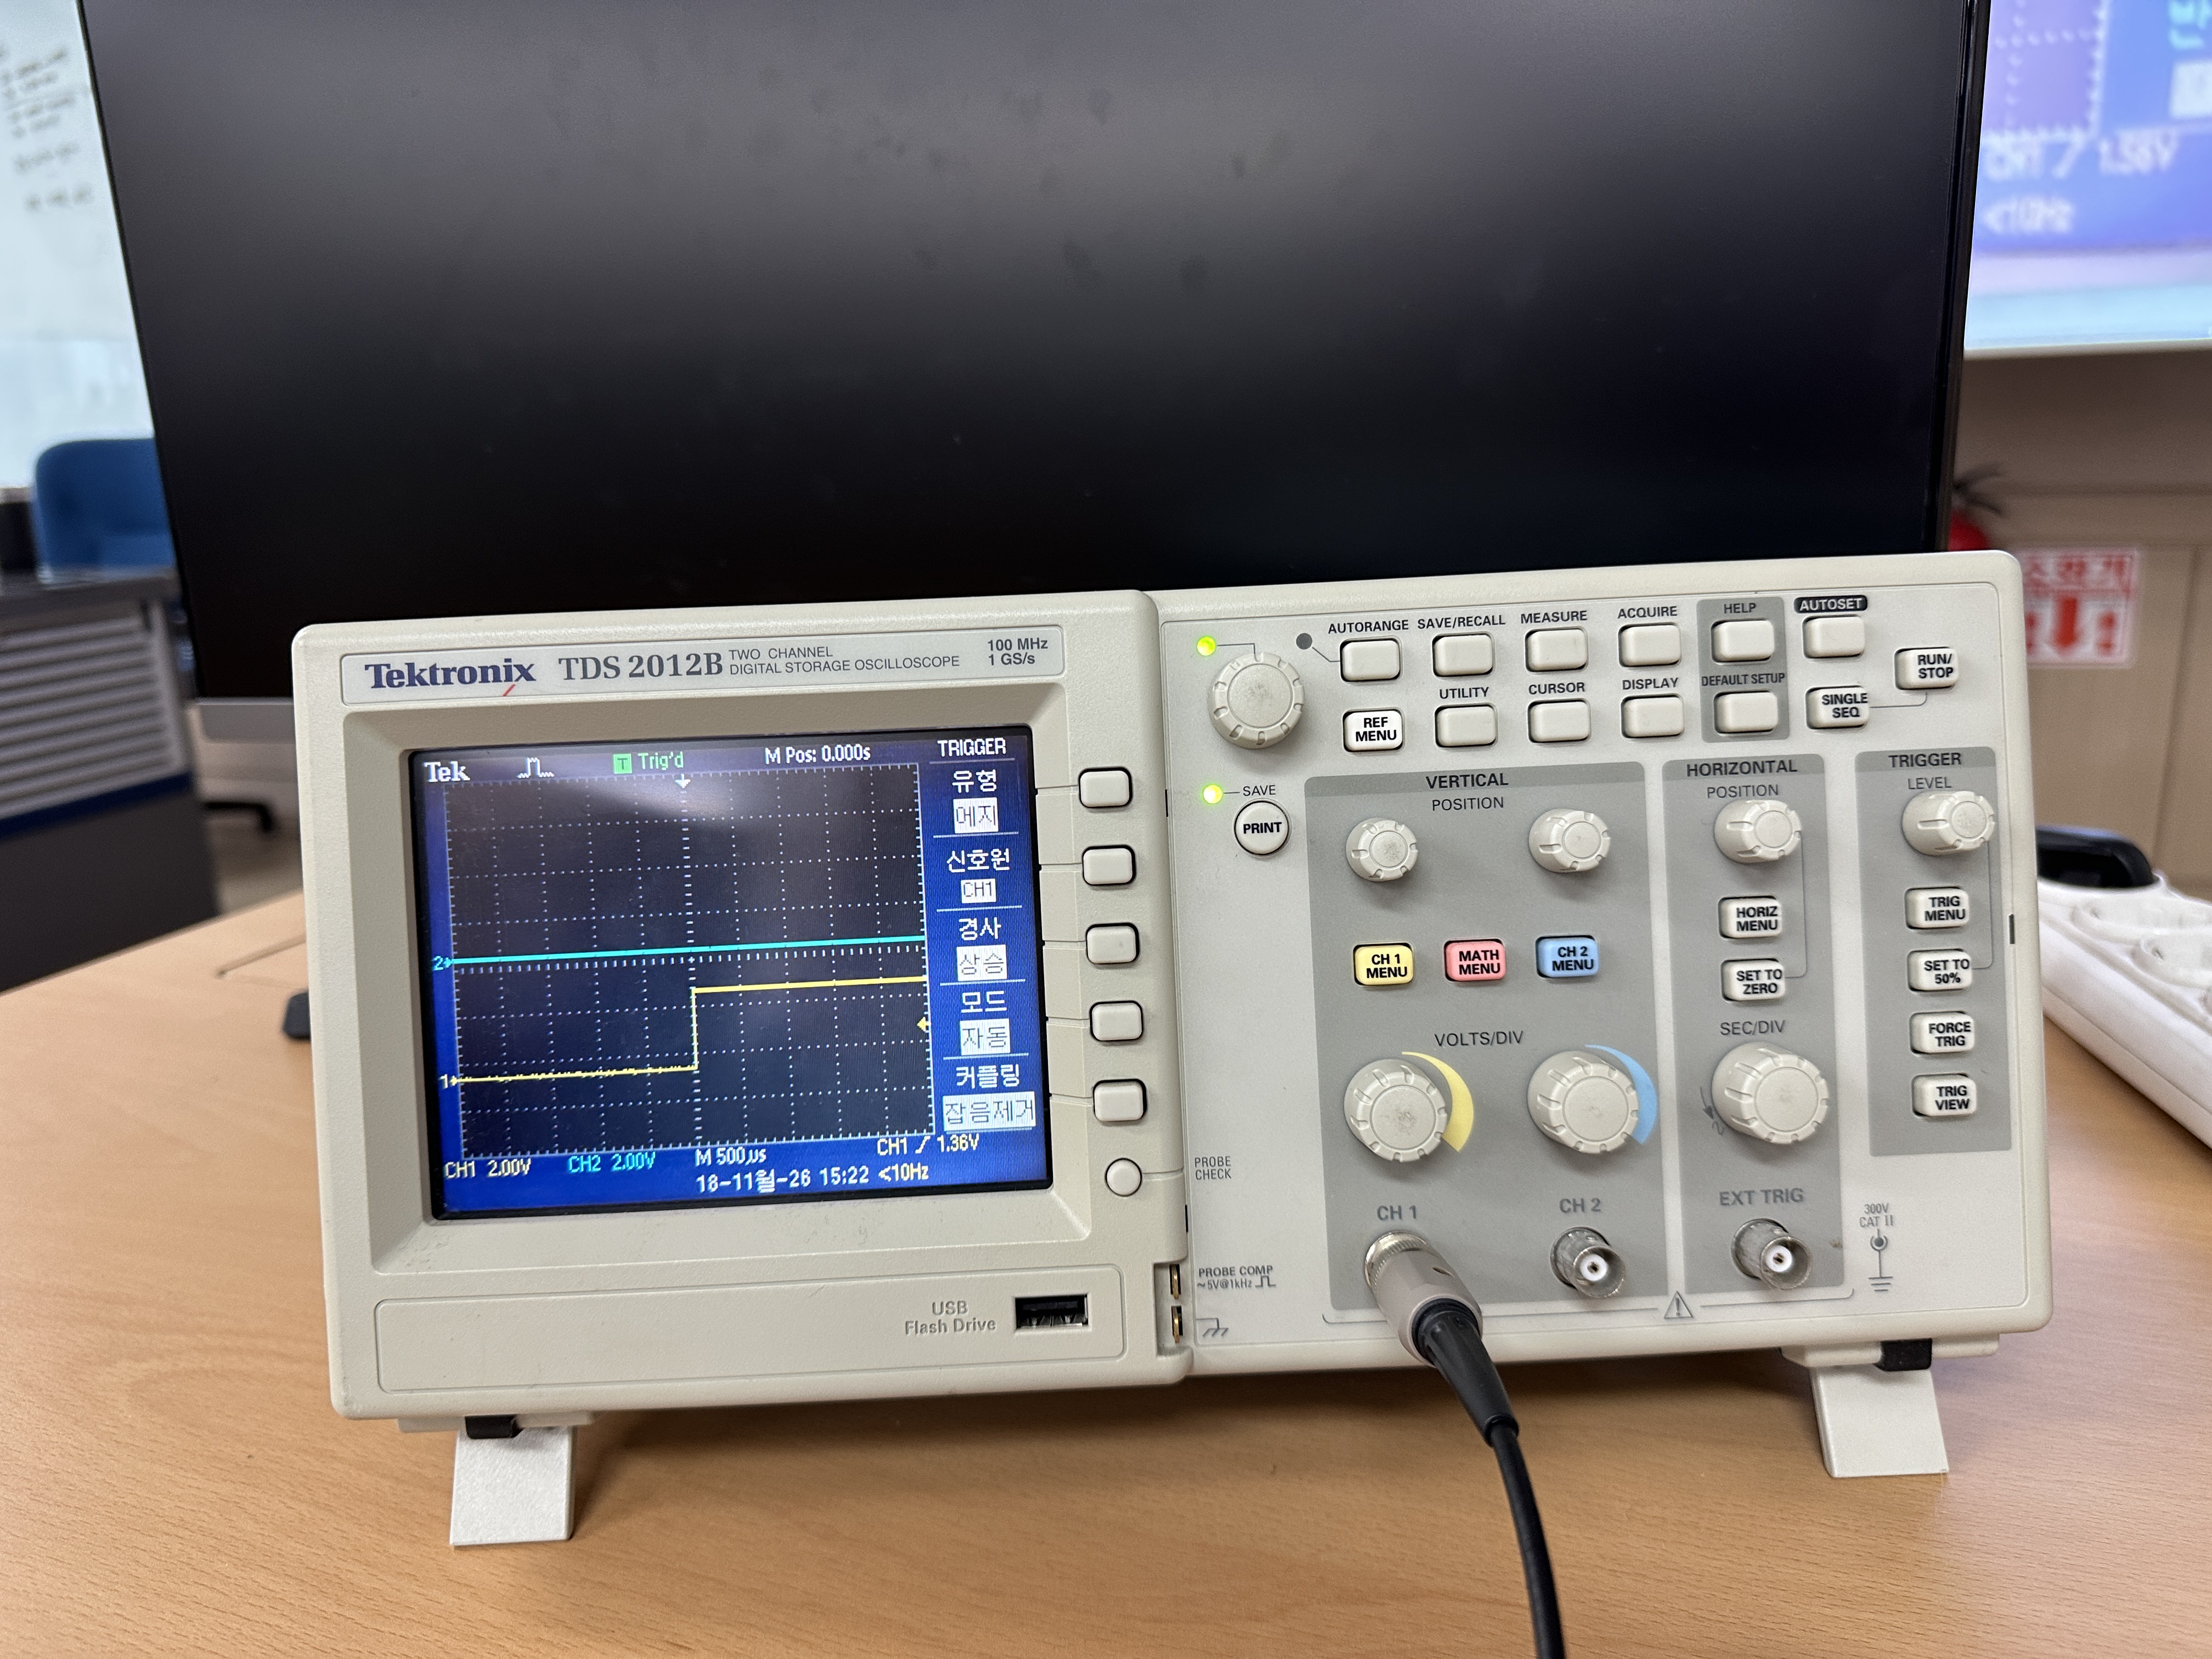 Tektronix TDS 2012B TWO CHANNEL DIGITAL STORAGE OSCILLOSCOPE
100 MHz
1 GS/s
Tek
T Trig'd
M Pos: 0.000s
TRIGGER
유형
에지
신호원
CH1
경사
상승
모드
자동
커플링
잡음제거
2
1
CH1 2.00V
CH2 2.00V
M 500µs
CH1 1.36V
18-11월-26 15:22
<10Hz
USB
Flash Drive
AUTORANGE
SAVE/RECALL
MEASURE
ACQUIRE
HELP
AUTOSET
REF
MENU
UTILITY
CURSOR
DISPLAY
DEFAULT SETUP
SINGLE
SEQ
RUN/
STOP
SAVE
PRINT
VERTICAL
POSITION
CH 1
MENU
MATH
MENU
CH 2
MENU
VOLTS/DIV
CH 1
CH 2
HORIZONTAL
POSITION
HORIZ
MENU
SET TO
ZERO
SEC/DIV
EXT TRIG
TRIGGER
LEVEL
TRIG
MENU
SET TO
50%
FORCE
TRIG
TRIG
VIEW
PROBE
CHECK
PROBE COMP
~5V@1kHz
300V
CAT II
CH1
<10Hz